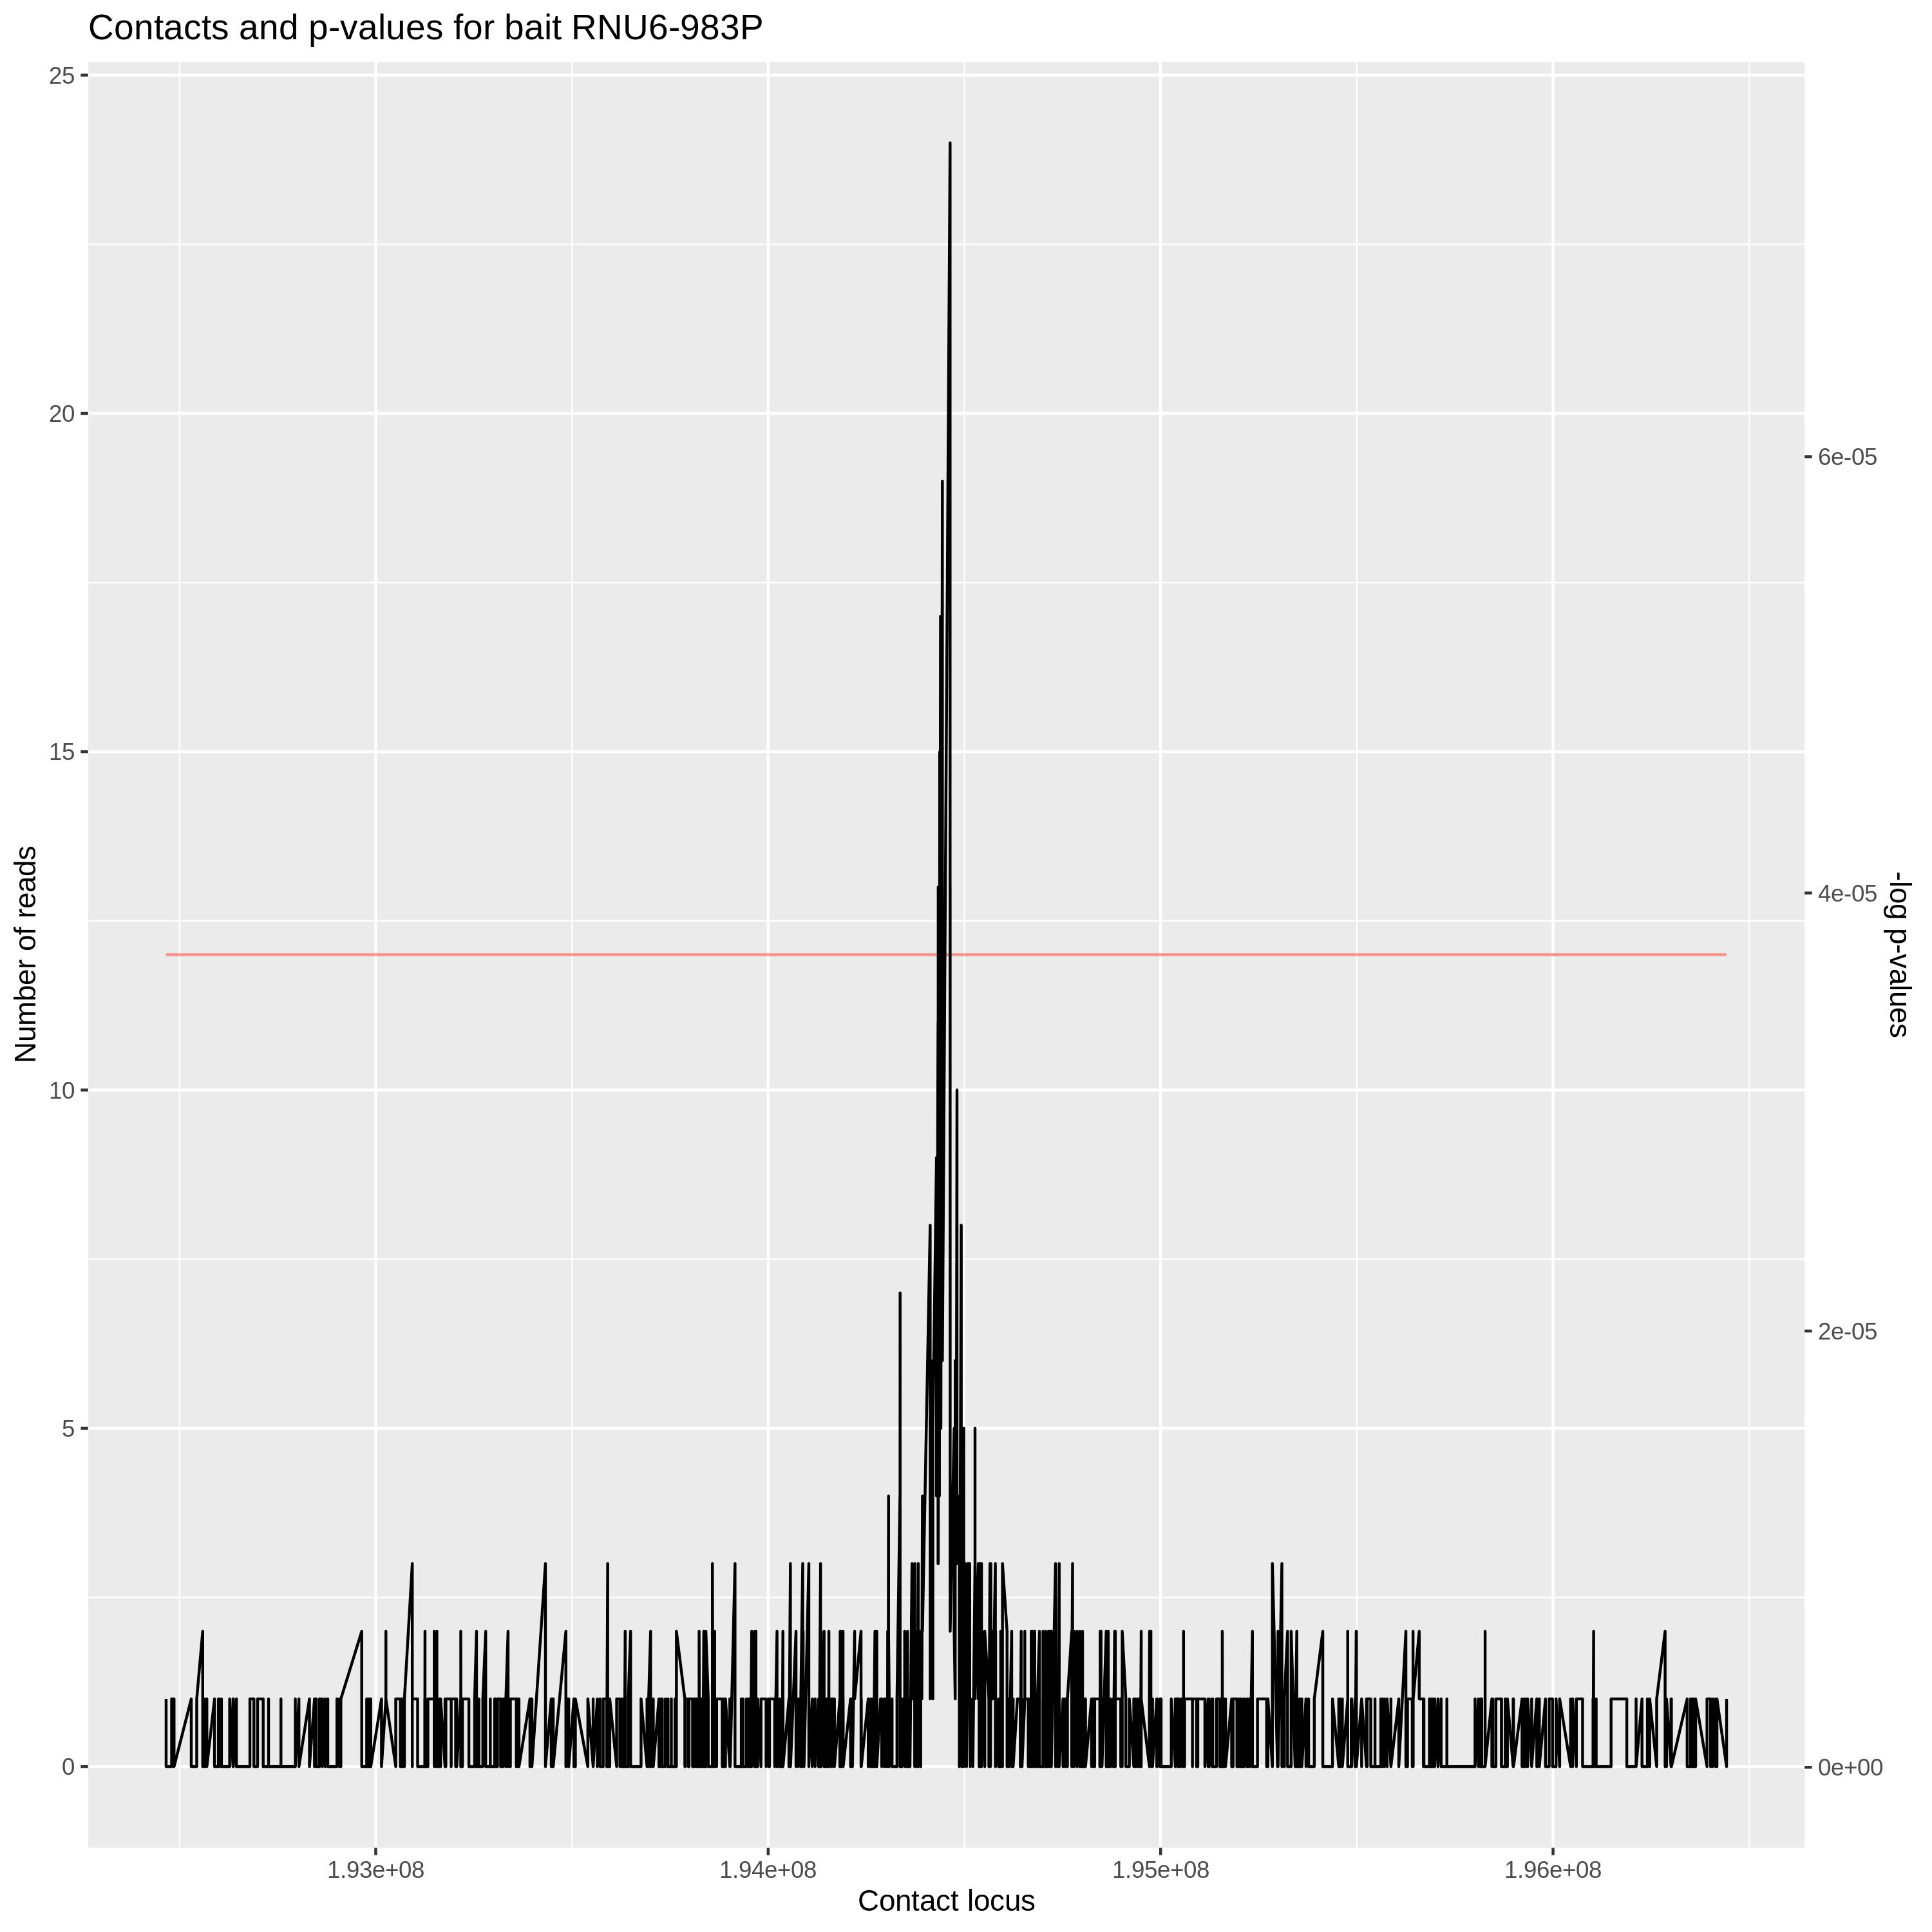 Contacts and p-values for bait RNU6-983P
25
20
15
10
5
0
Number of reads
6e-05
4e-05
2e-05
0e+00
-log p-values
1.93e+08
1.94e+08
1.95e+08
1.96e+08
Contact locus